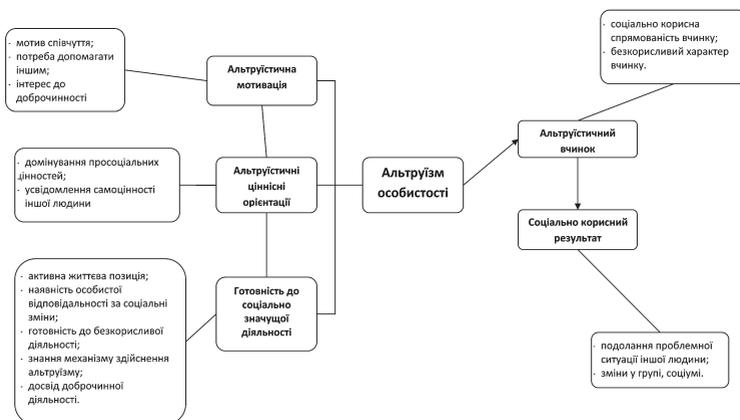 · мотив співчуття;
· потреба допомагати
іншим;
· інтерес до
доброчинності
Альтруїстична
мотивація
· соціально корисна
спрямованість вчинку;
· безкорисливий характер
вчинку.
Альтруїстичний
вчинок
· домінування просоціальних
цінностей;
· усвідомлення самоцінності
іншої людини
Альтруїстичні
ціннісні
орієнтації
Альтруїзм
особистості
Соціально корисний
результат
· активна життєва позиція;
· наявність особистої
відповідальності за соціальні
зміни;
· готовність до безкорисливої
діяльності;
· знання механізму здійснення
альтруїзму;
· досвід доброчинної
діяльності.
Готовність до
соціально
значущої
діяльності
· подолання проблемної
ситуації іншої людини;
· зміни у групі, соціумі.